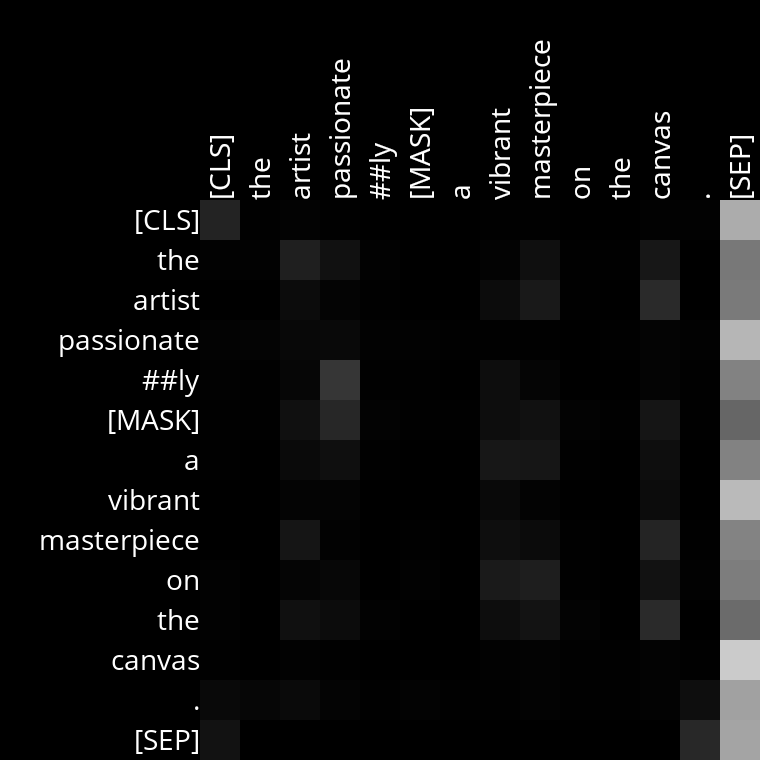 [CLS] the artist passionate ##ly [MASK] a vibrant masterpiece on the canvas . [SEP]
[CLS]
the
artist
passionate
##ly
[MASK]
a
vibrant
masterpiece
on
the
canvas
.
[SEP]